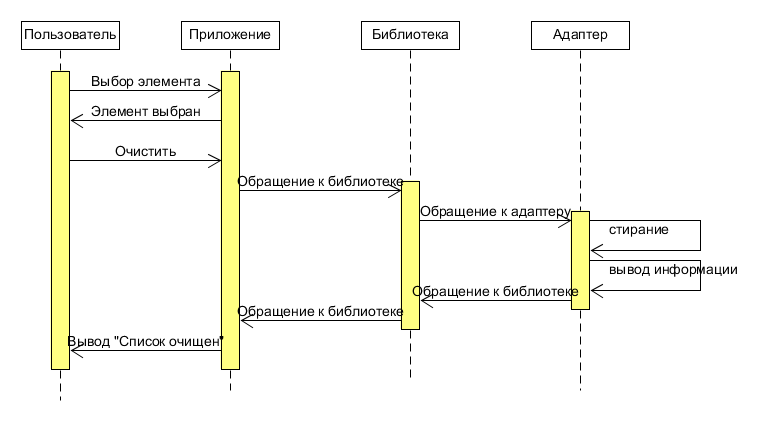 Пользователь
Приложение
Библиотека
Адаптер
Выбор элемента
Элемент выбран
Очистить
Обращение к библиотеке
Обращение к адаптеру
стирание
вывод информации
Обращение к библиотеке
Обращение к библиотеке
Вывод "Список очищен"